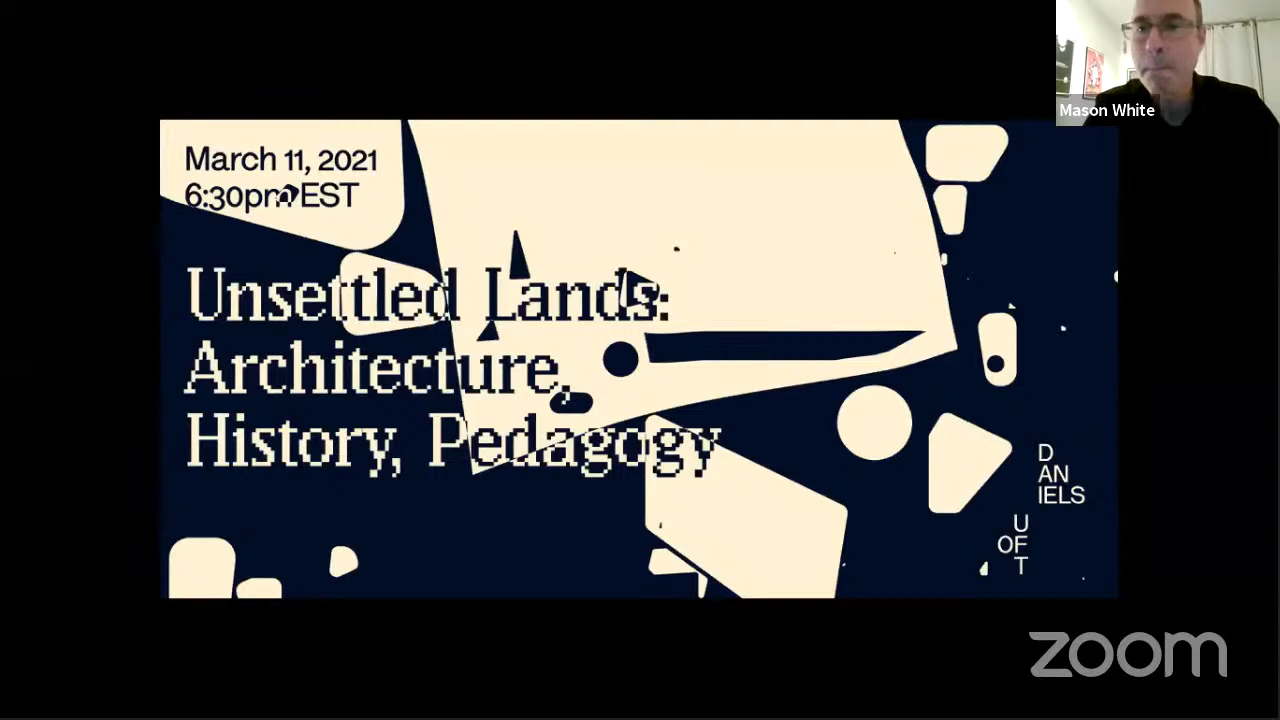 Mason White
March 11, 2021
6:30pm EST
Unsettled Lands:
Architecture,
History, Pedagogy
D
AN
IELS
U
OF
T
zoom